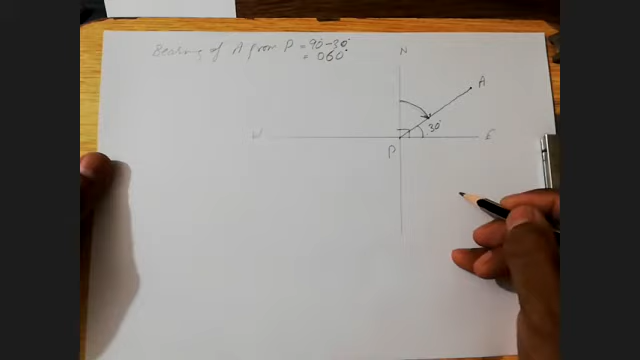 Bearing of A from P = 90° - 30°
= 060°
N
A
30°
W
E
P